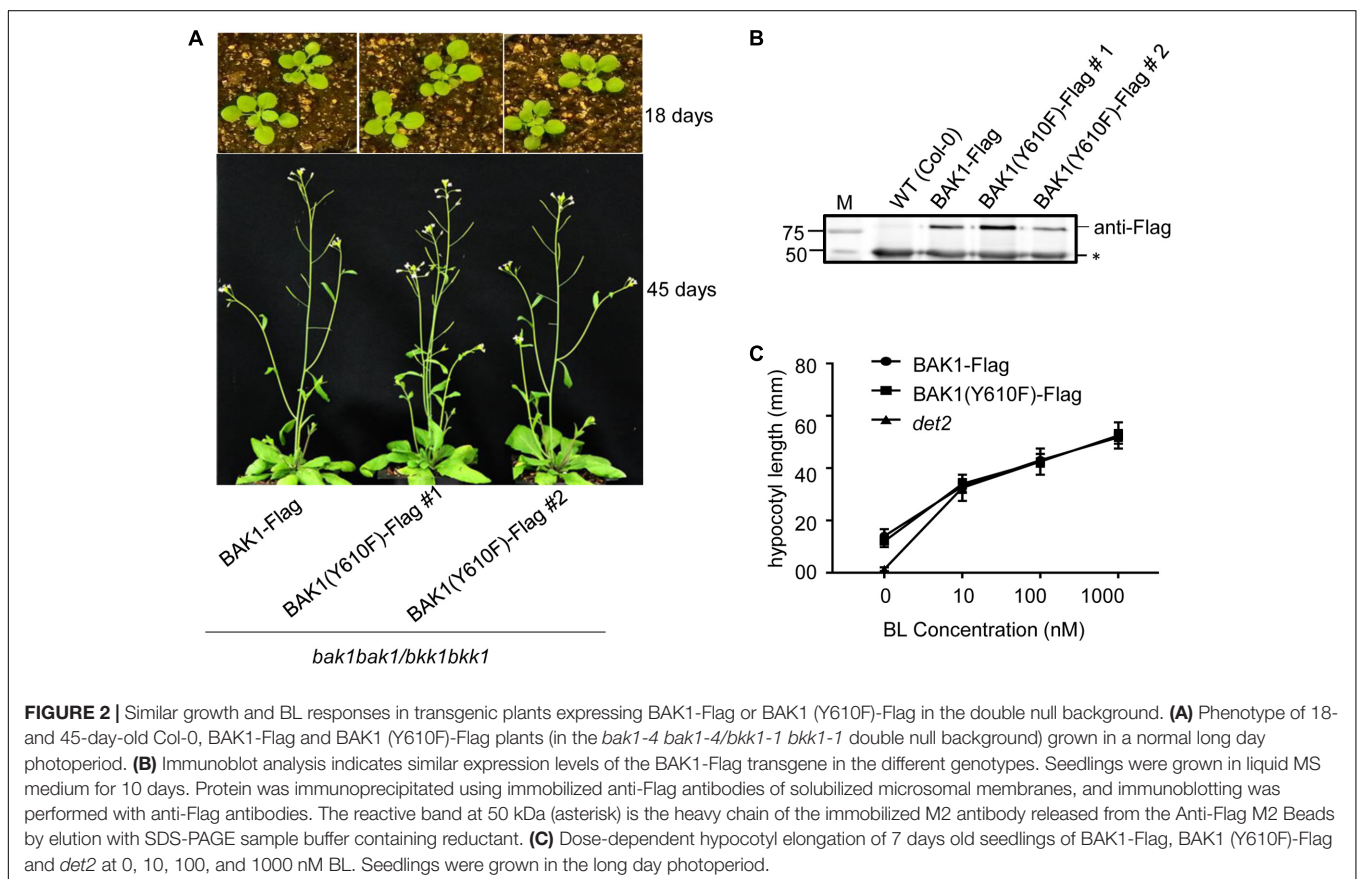 A
18 days
45 days
BAK1-Flag
BAK1(Y610F)-Flag #1
BAK1(Y610F)-Flag #2
bak1bak1/bkk1bkk1
B
M
WT (Col-0)
BAK1-Flag
BAK1(Y610F)-Flag # 1
BAK1(Y610F)-Flag # 2
75
50
anti-Flag
*
C
80
60
40
20
00
hypocotyl length (mm)
BAK1-Flag
BAK1(Y610F)-Flag
det2
0 10 100 1000
BL Concentration (nM)
FIGURE 2 | Similar growth and BL responses in transgenic plants expressing BAK1-Flag or BAK1 (Y610F)-Flag in the double null background. (A) Phenotype of 18-
and 45-day-old Col-0, BAK1-Flag and BAK1 (Y610F)-Flag plants (in the bak1-4 bak1-4/bkk1-1 bkk1-1 double null background) grown in a normal long day
photoperiod. (B) Immunoblot analysis indicates similar expression levels of the BAK1-Flag transgene in the different genotypes. Seedlings were grown in liquid MS
medium for 10 days. Protein was immunoprecipitated using immobilized anti-Flag antibodies of solubilized microsomal membranes, and immunoblotting was
performed with anti-Flag antibodies. The reactive band at 50 kDa (asterisk) is the heavy chain of the immobilized M2 antibody released from the Anti-Flag M2 Beads
by elution with SDS-PAGE sample buffer containing reductant. (C) Dose-dependent hypocotyl elongation of 7 days old seedlings of BAK1-Flag, BAK1 (Y610F)-Flag
and det2 at 0, 10, 100, and 1000 nM BL. Seedlings were grown in the long day photoperiod.